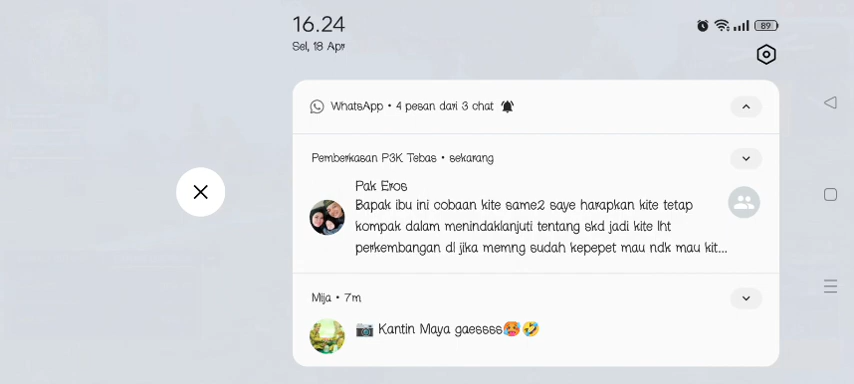 16.24
Sel, 18 Apr
89
WhatsApp • 4 pesan dari 3 chat
Pemberkasan P3K Tebas • sekarang
Pak Eros
Bapak ibu ini cobaan kite same2 saye harapkan kite tetap
kompak dalam menindaklanjuti tentang skd jadi kite lht
perkembangan di jika memng sudah kepepet mau ndk mau kit...
Mija • 7m
📷 Kantin Maya gaessss🥵🤣